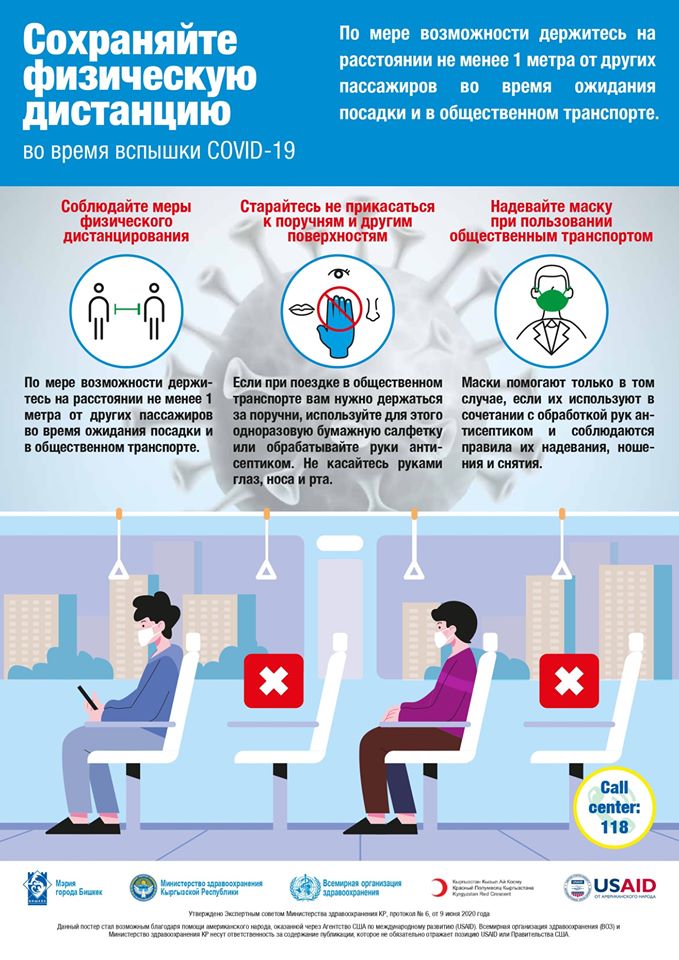 Сохраняйте
физическую
дистанцию
во время вспышки COVID-19
По мере возможности держитесь на
расстоянии не менее 1 метра от других
пассажиров во время ожидания
посадки и в общественном транспорте.
Соблюдайте меры
физического
дистанцирования
По мере возможности держи-
тесь на расстоянии не менее 1
метра от других пассажиров
во время ожидания посадки и
в общественном транспорте.
Старайтесь не прикасаться
к поручням и другим
поверхностям
Если при поездке в общественном
транспорте вам нужно держаться
за поручни, используйте для этого
одноразовую бумажную салфетку
или обрабатывайте руки анти-
септиком. Не касайтесь руками
глаз, носа и рта.
Надевайте маску
при пользовании
общественным транспортом
Маски помогают только в том
случае, если их используют в
сочетании с обработкой рук ан-
тисептиком и соблюдаются
правила их надевания, ноше-
ния и снятия.
Call
center:
118
Мэрия
города Бишкек
Министерство здравоохранения
Кыргызской Республики
Всемирная организация
здравоохранения
Кыргызстан Кызыл Ай Коому
Красный Полумесяц Кыргызстана
Kyrgyzstan Red Crescent
USAID
ОТ АМЕРИКАНСКОГО НАРОДА
Утверждено Экспертным советом Министерства здравоохранения КР, протокол № 6, от 9 июня 2020 года
Данный постер стал возможным благодаря помощи американского народа, оказанной через Агентство США по международному развитию (USAID). Всемирная организация здравоохранения (ВОЗ) и
Министерство здравоохранения КР несут ответственность за содержание публикации, которое не обязательно отражает позицию USAID или Правительства США.